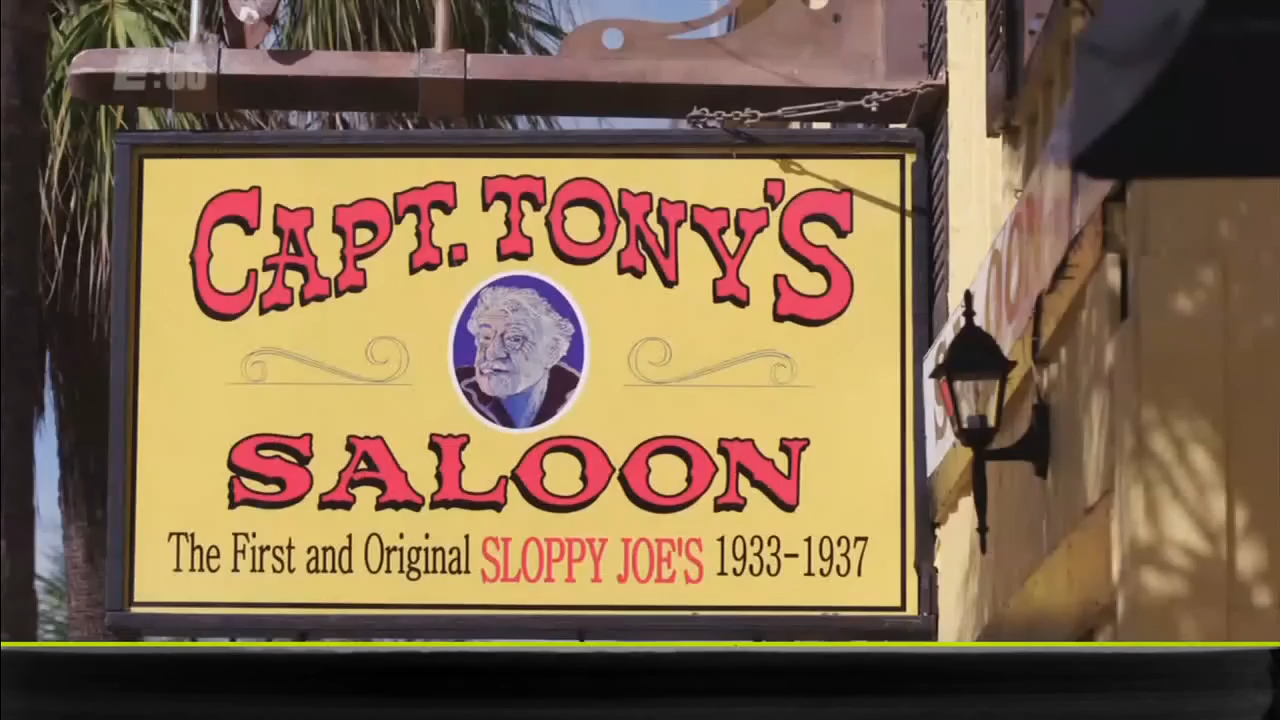 CAPT. TONY'S
SALOON
The First and Original SLOPPY JOE'S 1933-1937